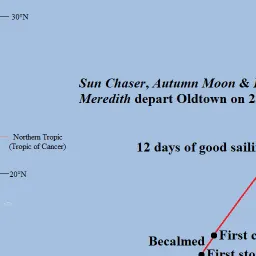 30°N
Sun Chaser, Autumn Moon &
Meredith depart Oldtown on 2
Northern Tropic
(Tropic of Cancer)
12 days of good saili
20°N
First c
Becalmed
First sto